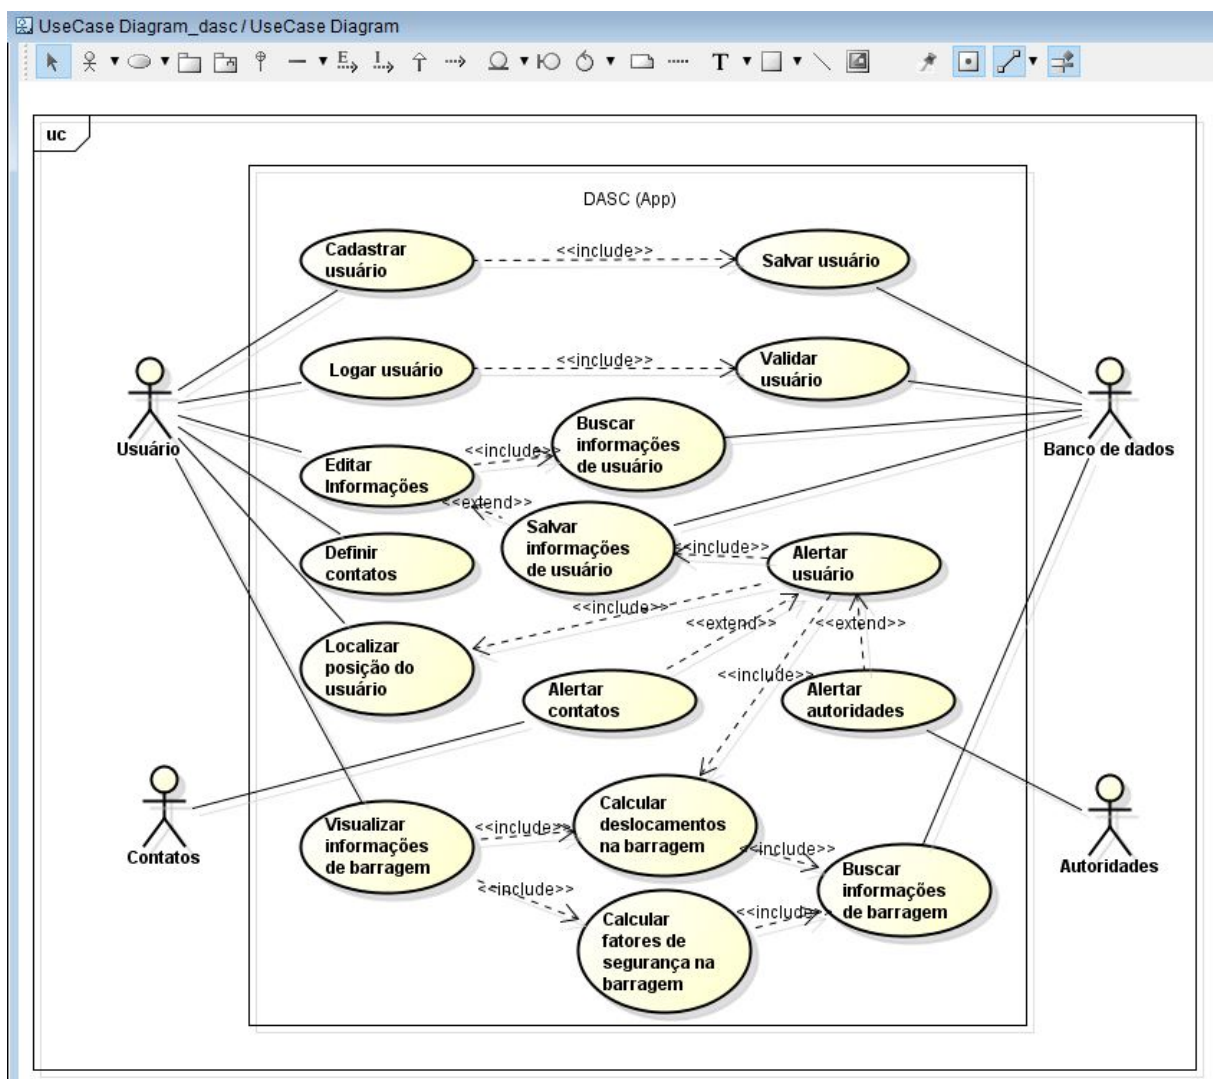 UseCase Diagram_dasc / UseCase Diagram
E
I
T
uc
DASC (App)
Cadastrar
usuário
<<include>>
Salvar usuário
Logar usuário
<<include>>
Validar
usuário
Usuário
Banco de dados
Editar
Informações
<<include>>
Buscar
informações
de usuário
<<extend>>
Salvar
informações
de usuário
<<include>>
Alertar
usuário
Definir
contatos
<<include>>
<<extend>>
<<extend>>
Localizar
posição do
usuário
<<include>>
Alertar
contatos
Alertar
autoridades
Contatos
Autoridades
Visualizar
informações
de barragem
<<include>>
Calcular
deslocamentos
na barragem
<<include>>
Buscar
informações
de barragem
<<include>>
Calcular
fatores de
segurança na
barragem
<<include>>